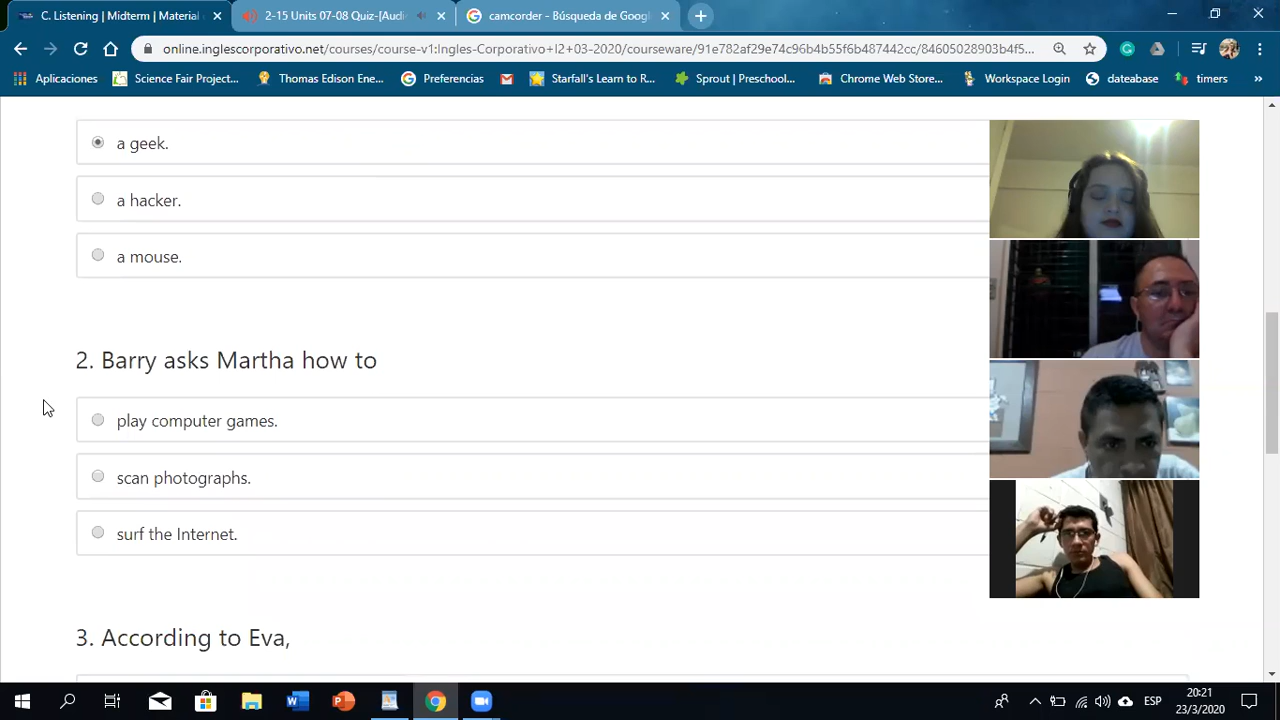 C. Listening | Midterm | Material
2-15 Units 07-08 Quiz-[Audi
camcorder - Búsqueda de Googl
online.inglescorporativo.net/courses/course-v1:Ingles-Corporativo+I2+03-2020/courseware/91e782af29e74c96b4b55f6b487442cc/84605028903b4f5...
Aplicaciones
Science Fair Project...
Thomas Edison Ene...
Preferencias
Starfall's Learn to R...
Sprout | Preschool...
Chrome Web Store...
Workspace Login
dateabase
timers
»
a geek.
a hacker.
a mouse.
2. Barry asks Martha how to
play computer games.
scan photographs.
surf the Internet.
3. According to Eva,
ESP
20:21
23/3/2020